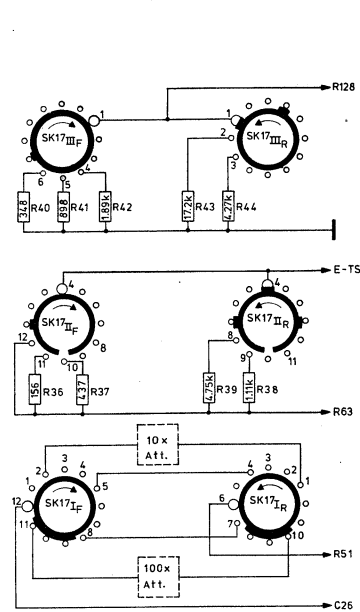 R128
1
SK17IIIF
1
SK17IIIR
2
3
6
5
4
348
R40
898
R41
1.89k
R42
17.2k
R43
4.27k
R44
E-TS
4
SK17IIF
4
SK17IIR
12
8
8
11
10
9
11
156
R36
437
R37
4.75k
R39
1.11k
R38
R63
10x
Att.
3
2
4
1
5
12
SK17IF
11
8
3
4
2
1
6
SK17IR
7
10
R51
100x
Att.
C26